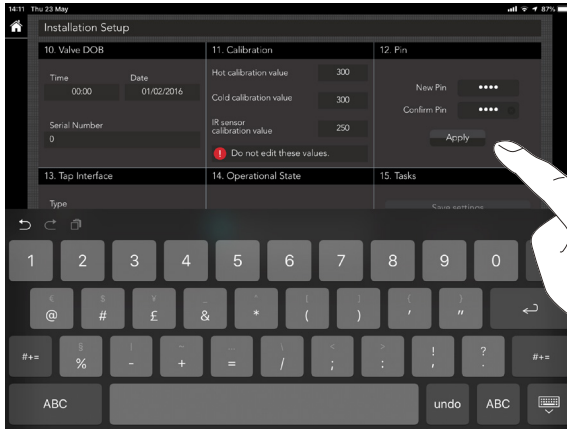 14:11 Thu 23 May 87%
Installation Setup
10. Valve DOB
Time Date
00:00 01/02/2016
Serial Number
0
11. Calibration
Hot calibration value 300
Cold calibration value 300
IR sensor
calibration value 250
! Do not edit these values.
12. Pin
New Pin ••••
Confirm Pin ••••
Apply
13. Tap Interface
Type
14. Operational State
15. Tasks
Save settings
1 2 3 4 5 6 7 8 9 0
€ § ¥ _ ^ [ ] { }
@ # £ & * ( ) ' "
§ | ~ … \ < > ! ?
#+= % - + = / ; : , . #+=
ABC undo ABC